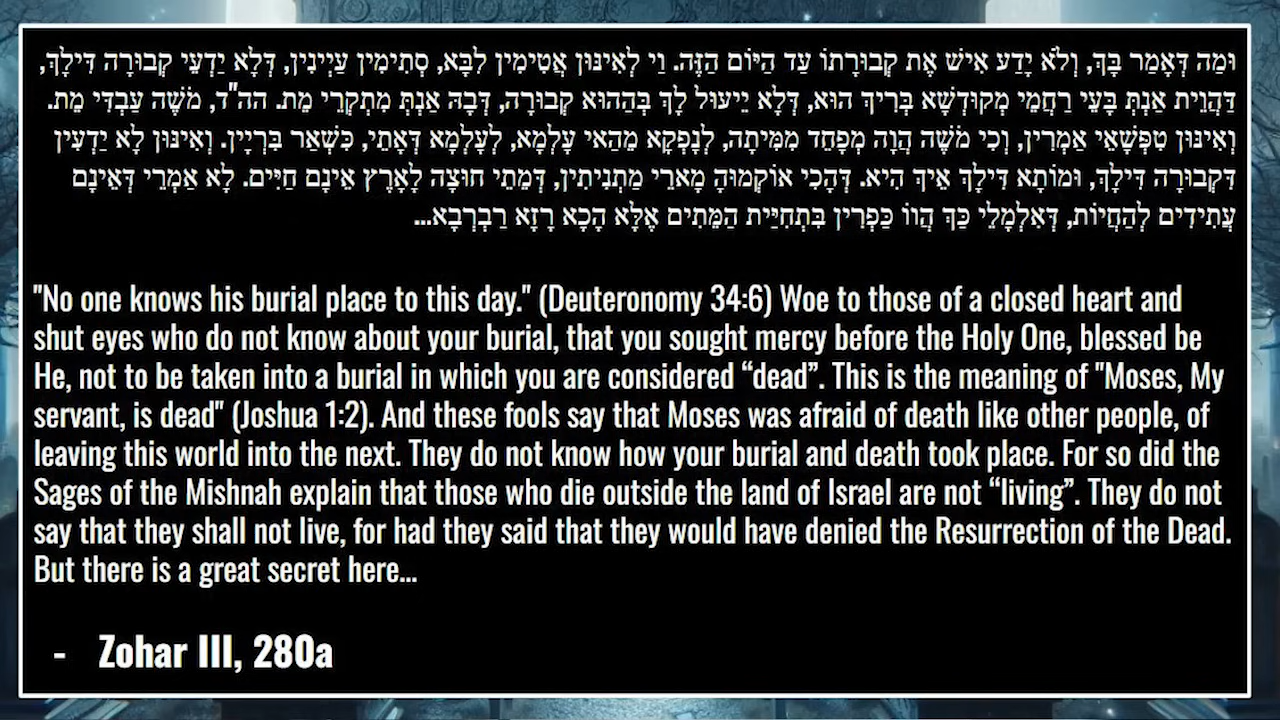 וּמַה דְּאָמַר בָּךְ, וְלֹא יָדַע אִישׁ אֶת קְבוּרָתוֹ עַד הַיּוֹם הַזֶּה. וַי לְאִינּוּן אֲטִימִין לִבָּא, סְתִימִין עַיְינִין, דְּלָא יַדְעֵי קְבוּרָה דִּילָךְ,
דַּהֲוֵית אַנְתְּ בָּעֵי רַחֲמֵי מְקוּדְשָׁא בְּרִיךְ הוּא, דְּלָא יֵיעוּל לָךְ בְּהַהוּא קְבוּרָה, דְּבָהּ אַנְתְּ מִתְקְרֵי מֵת. הה"ד, מֹשֶׁה עַבְדִּי מֵת.
וְאִינּוּן טִפְּשָׁאֵי אַמְרִין, וְכִי מֹשֶׁה הֲוָה מְפַחֵד מִמִּיתָה, לְנָפְקָא מֵהַאי עָלְמָא, לְעָלְמָא דְּאָתֵי, כִּשְׁאַר בִּרְיָין. וְאִינּוּן לָא יַדְעִין
דִּקְבוּרָה דִּילָךְ, וּמוֹתָא דִּילָךְ אֵיךְ הִיא. דְּהָכִי אוֹקְמוּהָ מָארֵי מַתְנִיתִין, דְּמֵתֵי חוּצָה לָאָרֶץ אֵינָם חַיִּים. לָא אַמְרֵי דְּאֵינָם
עֲתִידִים לְהַחֲיוֹת, דְּאִלְמָלֵי כַּךְ הֲווֹ כַּפְרִין בִּתְחִיַּית הַמֵּתִים אֶלָּא הָכָא רָזָא רַבְרְבָא...
"No one knows his burial place to this day." (Deuteronomy 34:6) Woe to those of a closed heart and
shut eyes who do not know about your burial, that you sought mercy before the Holy One, blessed be
He, not to be taken into a burial in which you are considered “dead”. This is the meaning of "Moses, My
servant, is dead" (Joshua 1:2). And these fools say that Moses was afraid of death like other people, of
leaving this world into the next. They do not know how your burial and death took place. For so did the
Sages of the Mishnah explain that those who die outside the land of Israel are not “living”. They do not
say that they shall not live, for had they said that they would have denied the Resurrection of the Dead.
But there is a great secret here...
- Zohar III, 280a